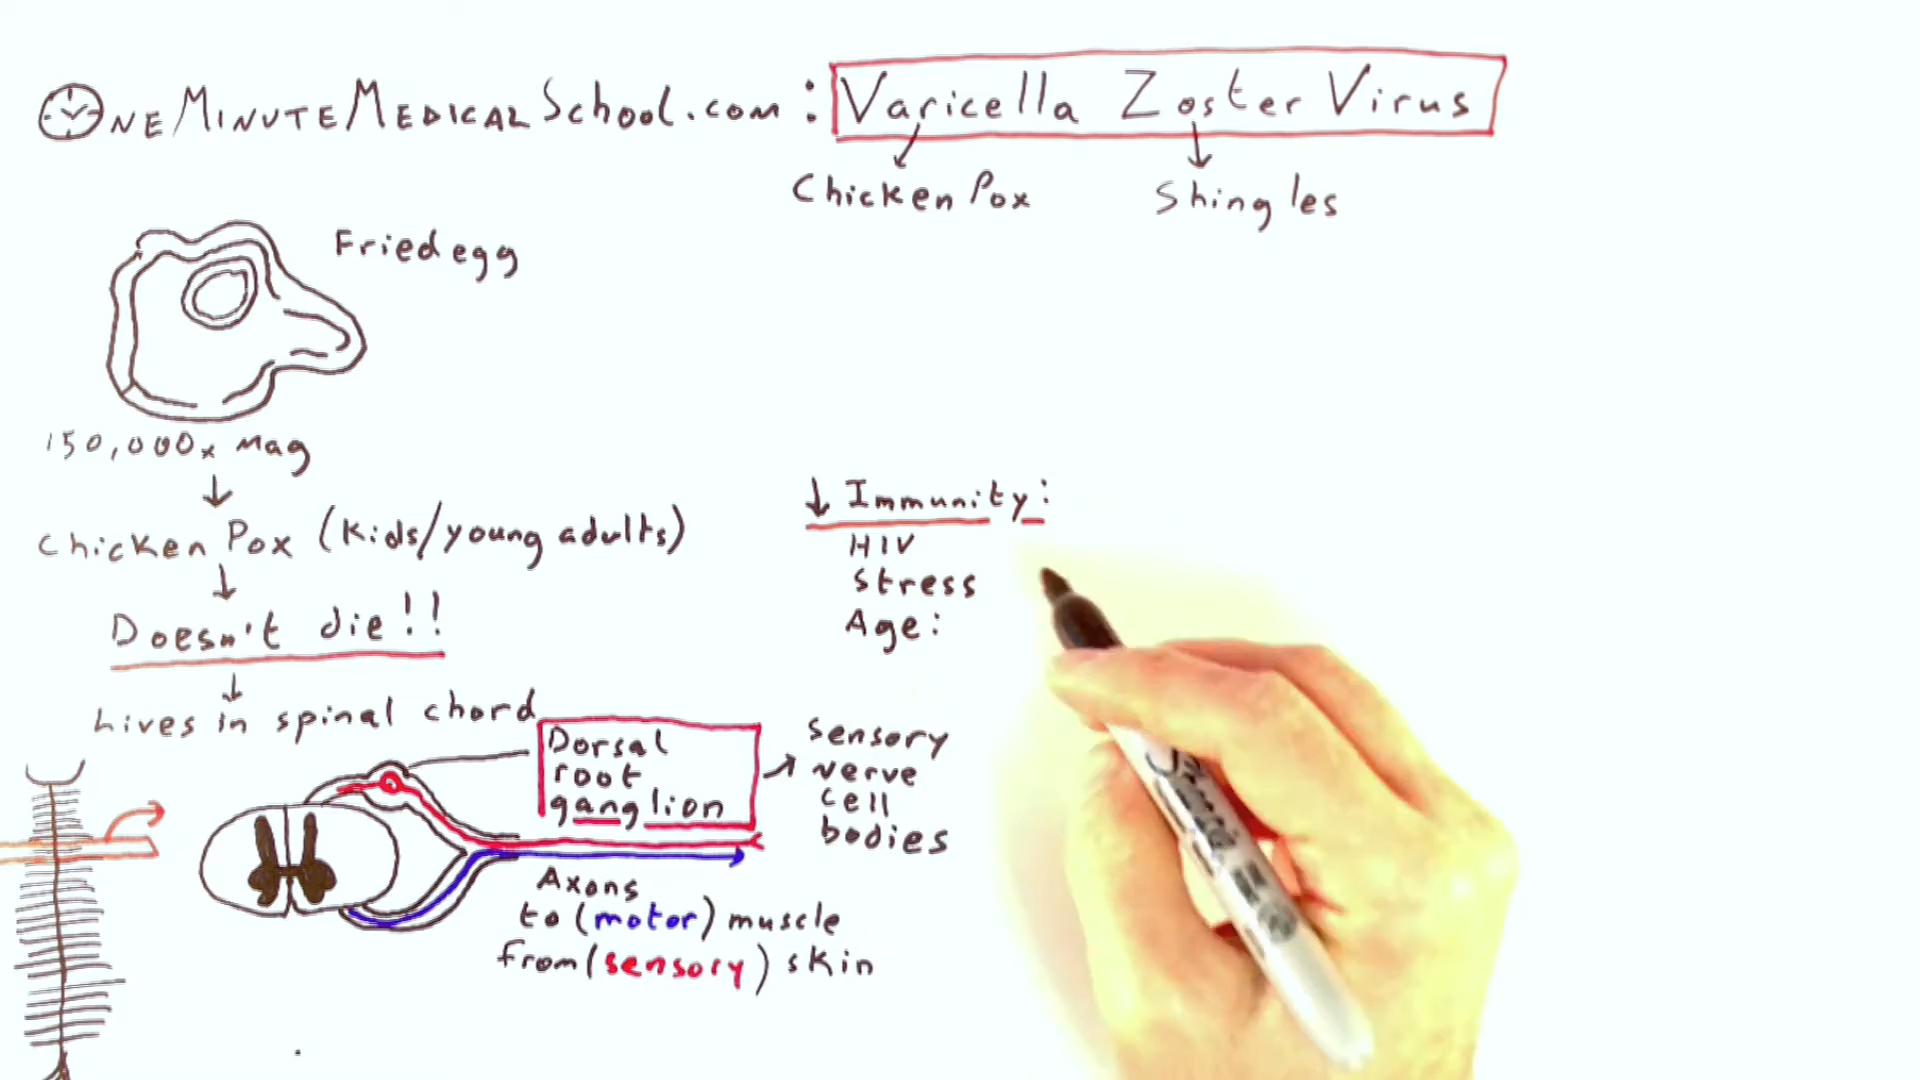 OneMinuteMedicalSchool.com: Varicella Zoster Virus
Chicken Pox
Shingles
Fried egg
150,000x Mag
Chicken Pox (Kids/young adults)
Doesn't die!!
Lives in spinal chord
Dorsal
root
ganglion
sensory
nerve
cell
bodies
Axons
to (motor) muscle
from (sensory) skin
↓ Immunity:
HIV
Stress
Age: